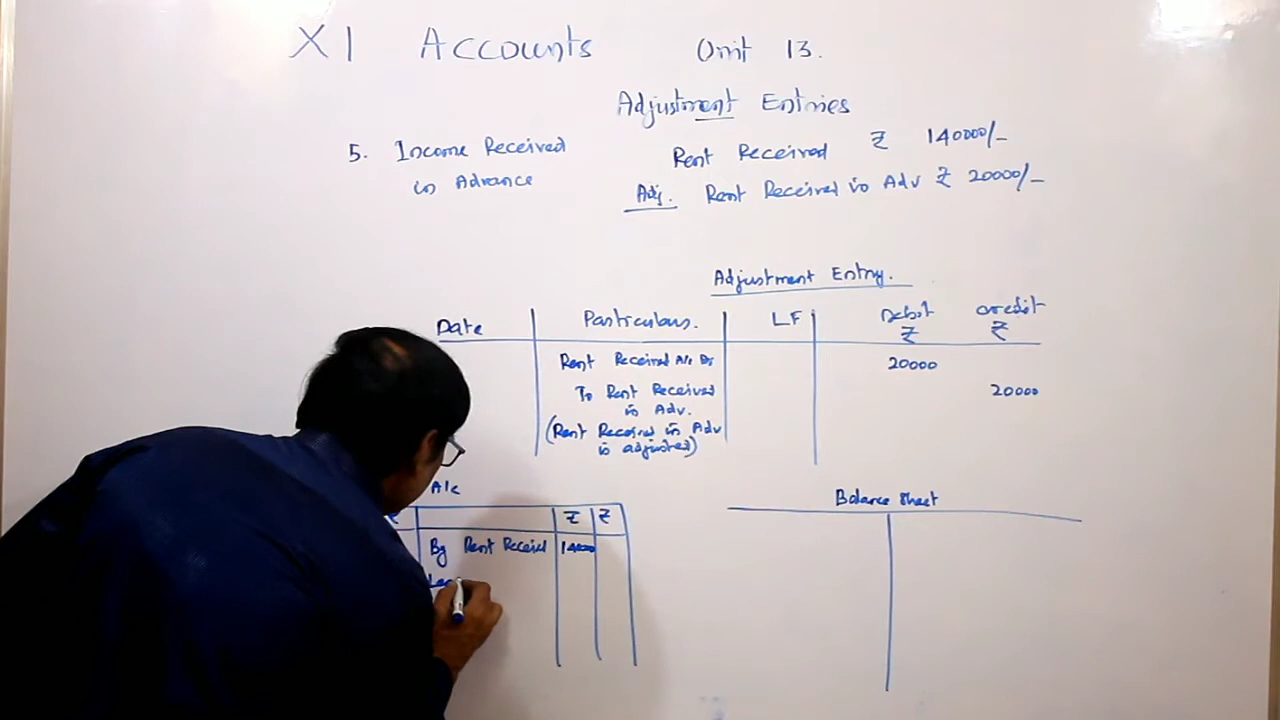 XI Accounts Unit 13.
Adjustment Entries
5. Income Received
in Advance
Rent Received ₹ 140000/-
Adj. Rent Received in Adv ₹ 20000/-
Adjustment Entry.
Date Particulars. LF Debit ₹ Credit ₹
Rent Received A/c Dr 20000
To Rent Received
in Adv. 20000
(Rent Received in Adv
is adjusted)
A/c
₹ ₹ ₹
By Rent Received
Balance Sheet